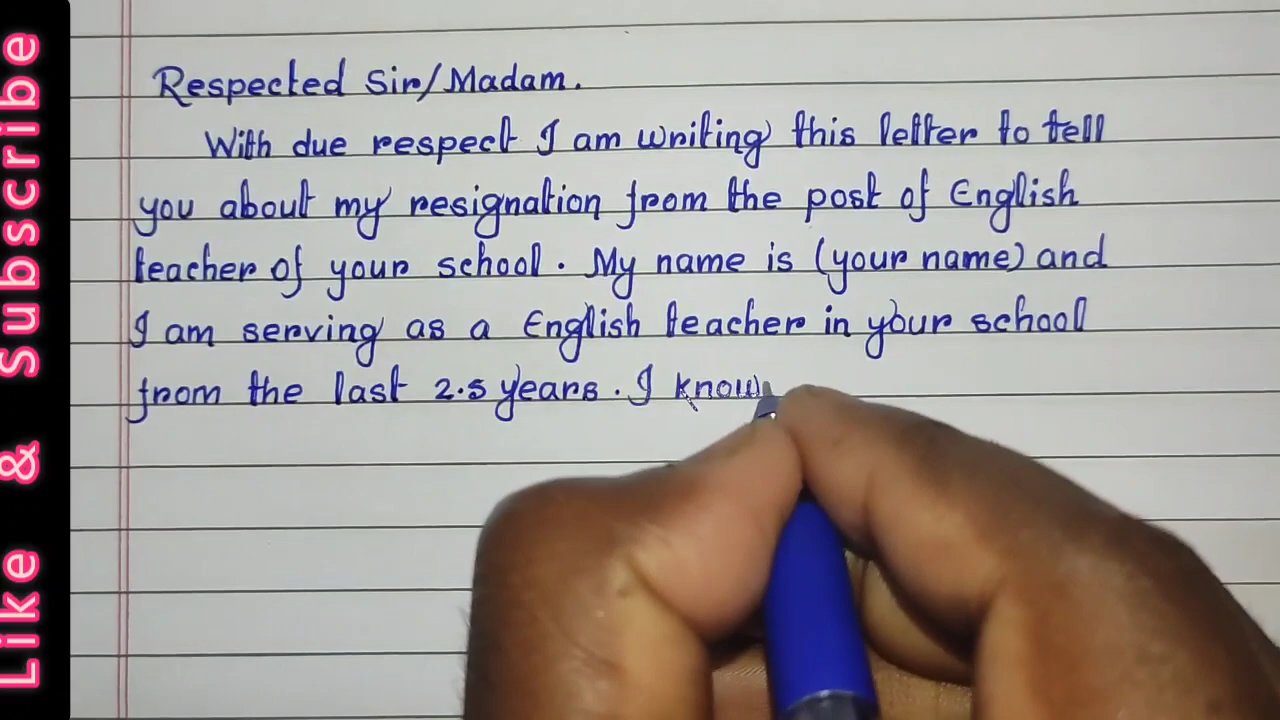 Like & Subscribe
Respected Sir/Madam.
With due respect I am writing this letter to tell
you about my resignation from the post of English
teacher of your school. My name is (your name) and
I am serving as a English teacher in your school
from the last 2.5 years. I know